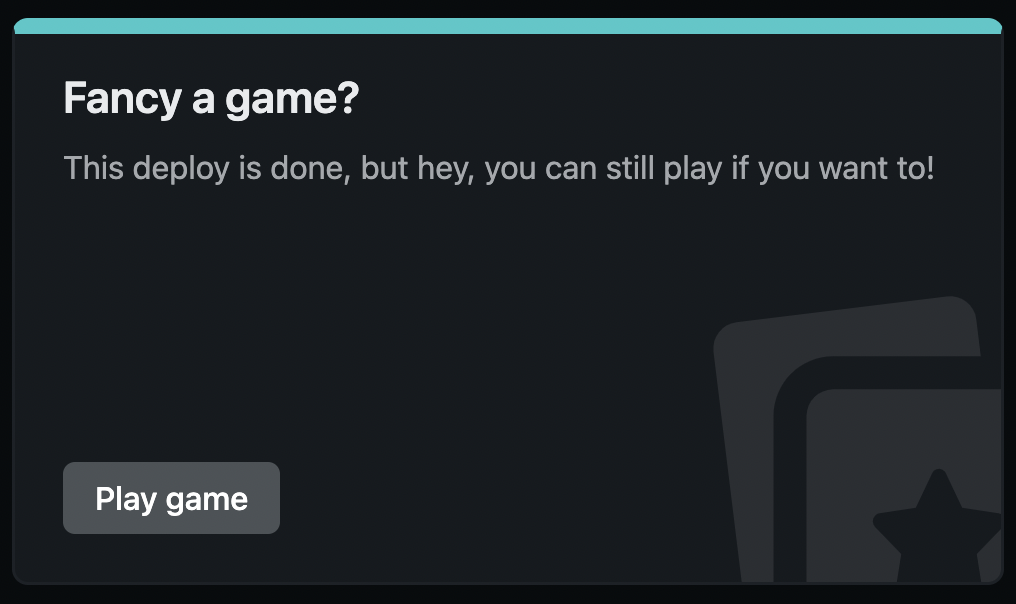 Fancy a game?
This deploy is done, but hey, you can still play if you want to!
Play game